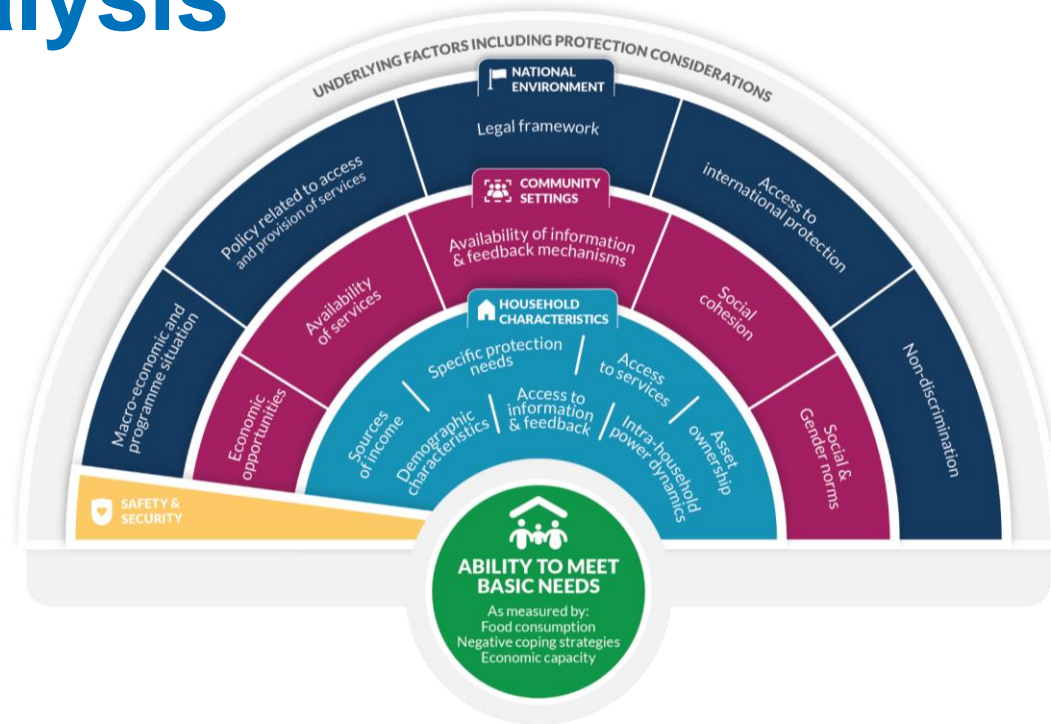 alysis
UNDERLYING FACTORS INCLUDING PROTECTION CONSIDERATIONS
NATIONAL
ENVIRONMENT
Macro-economic and
programme situation
Policy related to access
and provision of services
Legal framework
Access to
international protection
Non-discrimination
COMMUNITY
SETTINGS
Economic
opportunities
Availability
of services
Availability of information
& feedback mechanisms
Social
cohesion
Social &
Gender norms
HOUSEHOLD
CHARACTERISTICS
Sources
of income
Specific protection
needs
Access
to services
Asset
ownership
Demographic
characteristics
Access to
information
& feedback
Intra-household
power dynamics
SAFETY &
SECURITY
ABILITY TO MEET
BASIC NEEDS
As measured by:
Food consumption
Negative coping strategies
Economic capacity